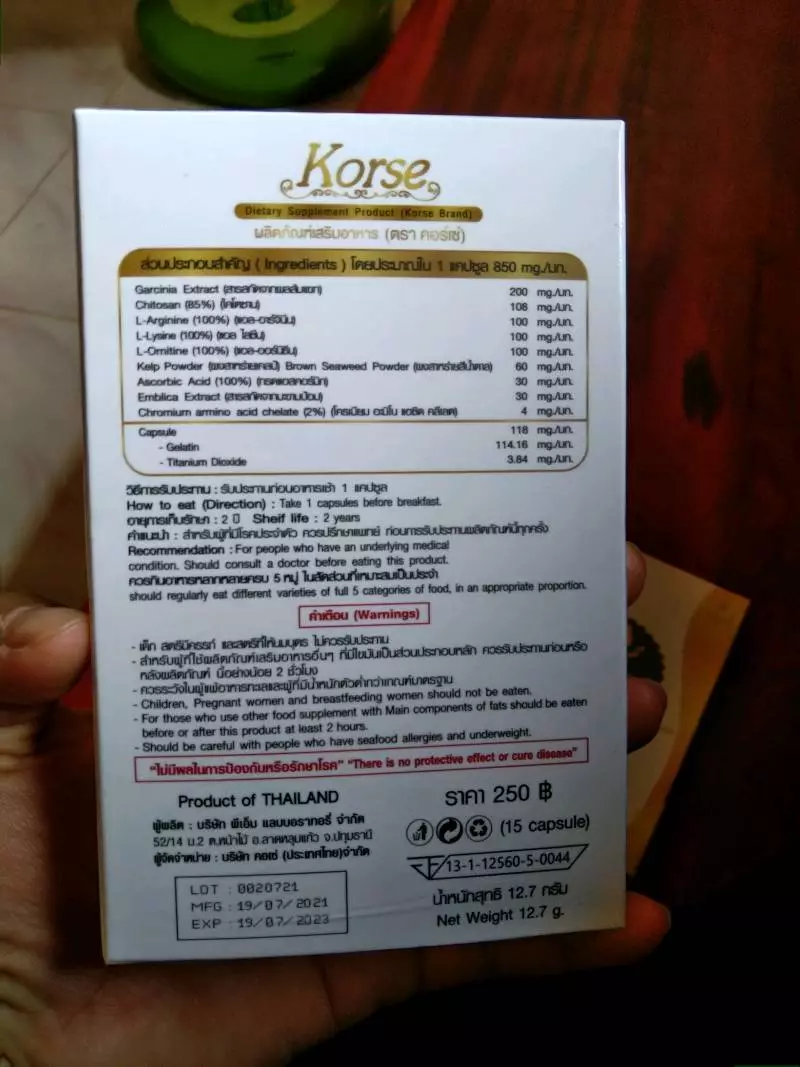 Korse
Dietary Supplement Product (Korse Brand)
ผลิตภัณฑ์เสริมอาหาร (ตรา คอร์เซ่)
ส่วนประกอบสำคัญ ( Ingredients ) โดยประมาณใน 1 แคปซูล 850 mg./มก.
Garcinia Extract (สารสกัดจากผลส้มแขก) 200 mg./มก.
Chitosan (85%) (ไคโตซาน) 108 mg./มก.
L-Arginine (100%) (แอล-อาร์จินีน) 100 mg./มก.
L-Lysine (100%) (แอล ไลซีน) 100 mg./มก.
L-Ornitine (100%) (แอล-ออร์นิธีน) 100 mg./มก.
Kelp Powder (ผงสาหร่ายเคลป์) Brown Seaweed Powder (ผงสาหร่ายสีน้ำตาล) 60 mg./มก.
Ascorbic Acid (100%) (กรดแอสคอร์บิก) 30 mg./มก.
Emblica Extract (สารสกัดจากมะขามป้อม) 30 mg./มก.
Chromium armino acid chelate (2%) (โครเมียม อะมิโน แอซิด คลีเลต) 4 mg./มก.
Capsule 118 mg./มก.
- Gelatin 114.16 mg./มก.
- Titanium Dioxide 3.84 mg./มก.
วิธีการรับประทาน : รับประทานก่อนอาหารเช้า 1 แคปซูล
How to eat (Direction) : Take 1 capsules before breakfast.
อายุการเก็บรักษา : 2 ปี Shelf life : 2 years
คำแนะนำ : สำหรับผู้ที่มีโรคประจำตัว ควรปรึกษาแพทย์ ก่อนการรับประทานผลิตภัณฑ์นี้ทุกครั้ง
Recommendation : For people who have an underlying medical
condition. Should consult a doctor before eating this product.
ควรกินอาหารหลากหลายครบ 5 หมู่ ในสัดส่วนที่เหมาะสมเป็นประจำ
should regularly eat different varieties of full 5 categories of food, in an appropriate proportion.
คำเตือน (Warnings)
- เด็ก สตรีมีครรภ์ และสตรีที่ให้นมบุตร ไม่ควรรับประทาน
- สำหรับผู้ที่ใช้ผลิตภัณฑ์เสริมอาหารอื่นๆ ที่มีไขมันเป็นส่วนประกอบหลัก ควรรับประทานก่อนหรือ
หลังผลิตภัณฑ์ นี้อย่างน้อย 2 ชั่วโมง
- ควรระวังในผู้แพ้อาหารทะเลและผู้ที่มีน้ำหนักตัวต่ำกว่าเกณฑ์มาตรฐาน
- Children, Pregnant women and breastfeeding women should not be eaten.
- For those who use other food supplement with Main components of fats should be eaten
before or after this product at least 2 hours.
- Should be careful with people who have seafood allergies and underweight.
"ไม่มีผลในการป้องกันหรือรักษาโรค" "There is no protective effect or cure disease"
Product of THAILAND
ผู้ผลิต : บริษัท พีเอ็ม แลบบอราทอรี่ จำกัด
52/14 ม.2 ต.หน้าไม้ อ.ลาดหลุมแก้ว จ.ปทุมธานี
ผู้จัดจำหน่าย : บริษัท คอเซ่ (ประเทศไทย)จำกัด
LOT : 0020721
MFG : 19/07/2021
EXP : 19/07/2023
ราคา 250 ฿
(15 capsule)
13-1-12560-5-0044
น้ำหนักสุทธิ 12.7 กรัม
Net Weight 12.7 g.